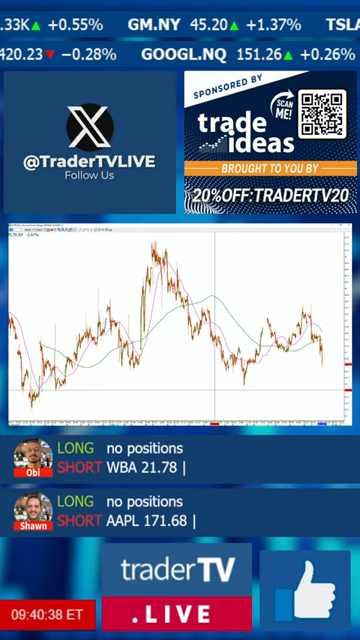 .33K▲ +0.55% GM.NY 45.20▲ +1.37% TSLA
420.23▼ −0.28% GOOGL.NQ 151.26▲ +0.26%
@TraderTVLIVE
Follow Us
SPONSORED BY
SCAN ME!
trade ideas
BROUGHT TO YOU BY
20%OFF:TRADERTV20
LONG no positions
SHORT WBA 21.78 |
Obi
LONG no positions
SHORT AAPL 171.68 |
Shawn
traderTV
.LIVE
09:40:38 ET